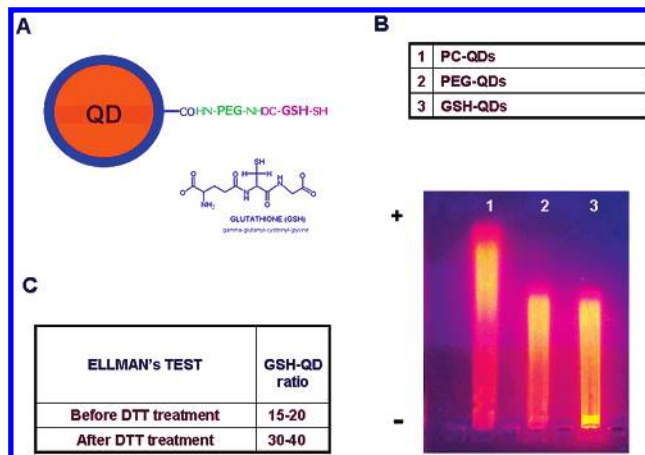 A
QD
COHN-PEG-NHOC-GSH-SH
SH
H H
O
O
NH₂
N
H
O
H
N
O
O
O
GLUTATHIONE (GSH)
gamma-glutamyl-cysteinyl-glycine
B
1 PC-QDs
2 PEG-QDs
3 GSH-QDs
+
1 2 3
-
C
ELLMAN's TEST GSH-QD
ratio
Before DTT treatment 15-20
After DTT treatment 30-40